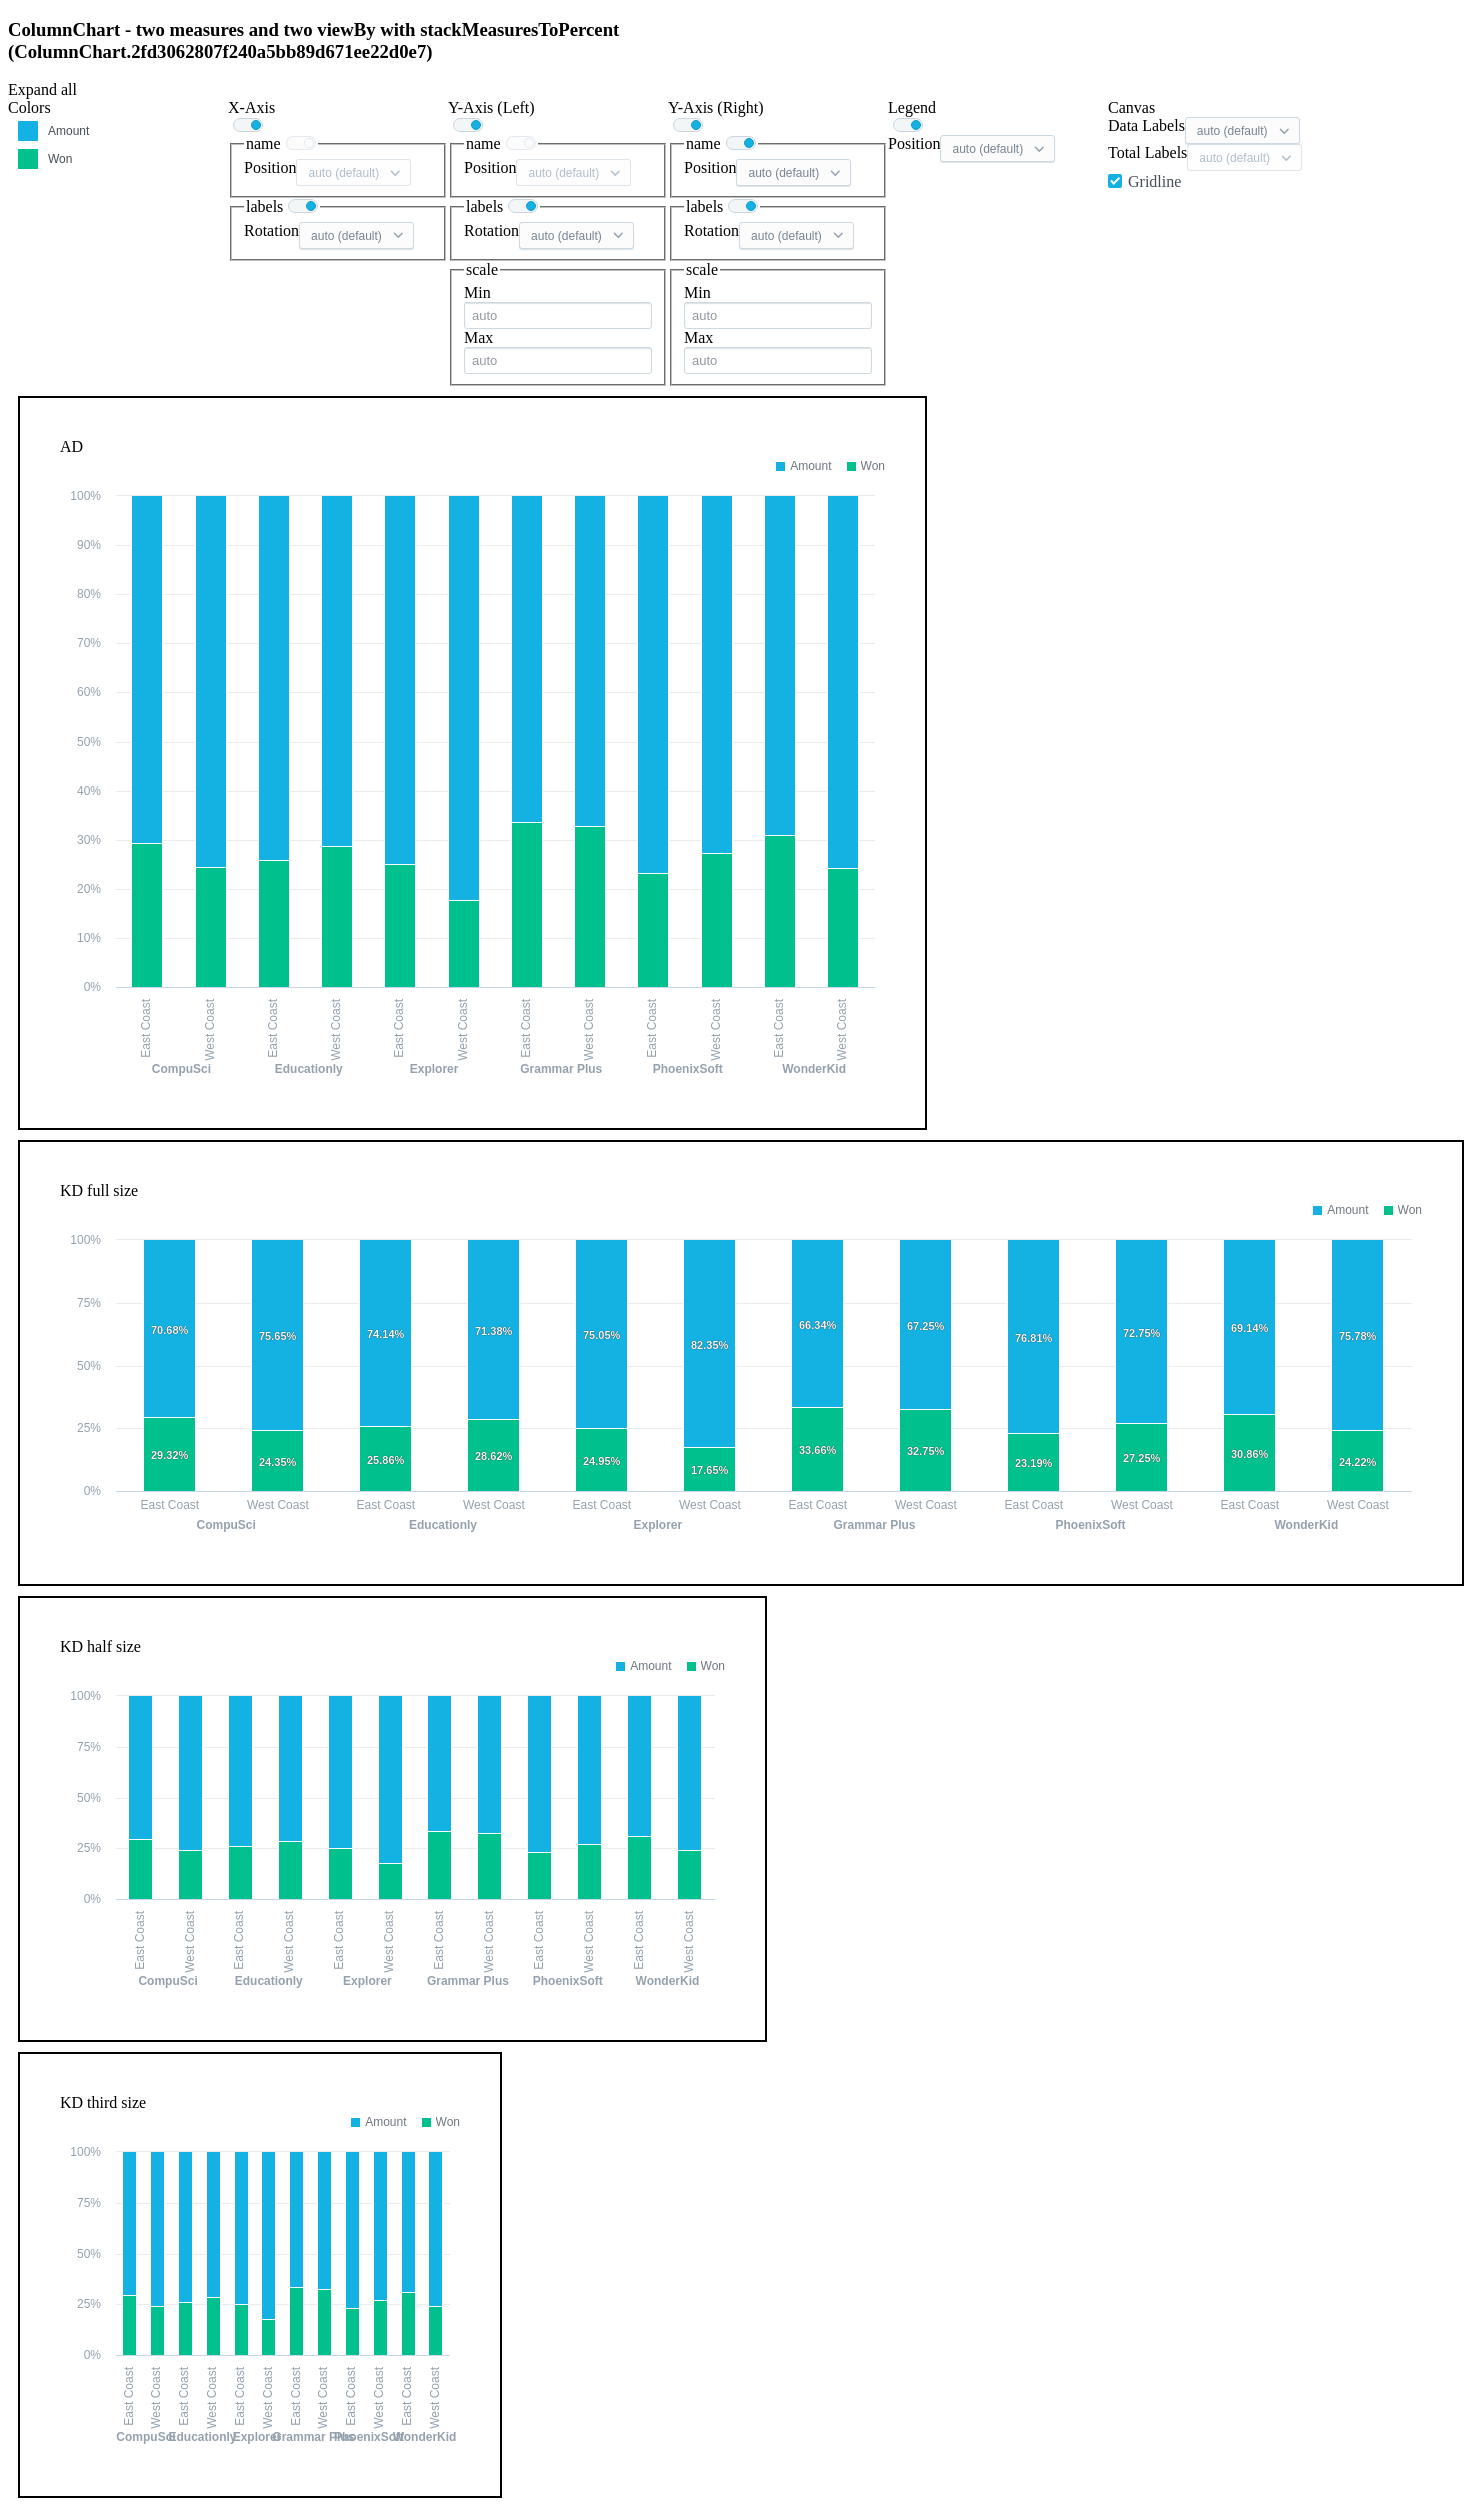 ColumnChart - two measures and two viewBy with stackMeasuresToPercent
(ColumnChart.2fd3062807f240a5bb89d671ee22d0e7)
Expand all
Colors
Amount
Won
X-Axis
name
Position auto (default)
labels
Rotation auto (default)
Y-Axis (Left)
name
Position auto (default)
labels
Rotation auto (default)
scale
Min
auto
Max
auto
Y-Axis (Right)
name
Position auto (default)
labels
Rotation auto (default)
scale
Min
auto
Max
auto
Legend
Position auto (default)
Canvas
Data Labels auto (default)
Total Labels auto (default)
Gridline
AD
Amount Won
100%
90%
80%
70%
60%
50%
40%
30%
20%
10%
0%
East Coast West Coast East Coast West Coast East Coast West Coast East Coast West Coast East Coast West Coast East Coast West Coast
CompuSci Educationly Explorer Grammar Plus PhoenixSoft WonderKid
KD full size
Amount Won
100%
75%
50%
25%
0%
70.68% 75.65% 74.14% 71.38% 75.05% 82.35% 66.34% 67.25% 76.81% 72.75% 69.14% 75.78%
29.32% 24.35% 25.86% 28.62% 24.95% 17.65% 33.66% 32.75% 23.19% 27.25% 30.86% 24.22%
East Coast West Coast East Coast West Coast East Coast West Coast East Coast West Coast East Coast West Coast East Coast West Coast
CompuSci Educationly Explorer Grammar Plus PhoenixSoft WonderKid
KD half size
Amount Won
100%
75%
50%
25%
0%
East Coast West Coast East Coast West Coast East Coast West Coast East Coast West Coast East Coast West Coast East Coast West Coast
CompuSci Educationly Explorer Grammar Plus PhoenixSoft WonderKid
KD third size
Amount Won
100%
75%
50%
25%
0%
East Coast West Coast East Coast West Coast East Coast West Coast East Coast West Coast East Coast West Coast East Coast West Coast
CompuSci Educationly Explorer Grammar Plus PhoenixSoft WonderKid